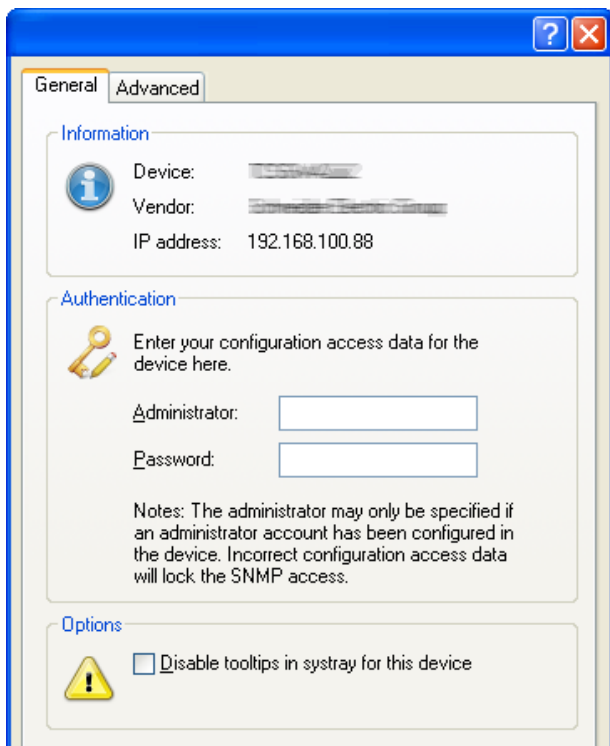 General
Advanced
Information
Device:
Vendor:
IP address: 192.168.100.88
Authentication
Enter your configuration access data for the
device here.
Administrator:
Password:
Notes: The administrator may only be specified if
an administrator account has been configured in
the device. Incorrect configuration access data
will lock the SNMP access.
Options
Disable tooltips in systray for this device